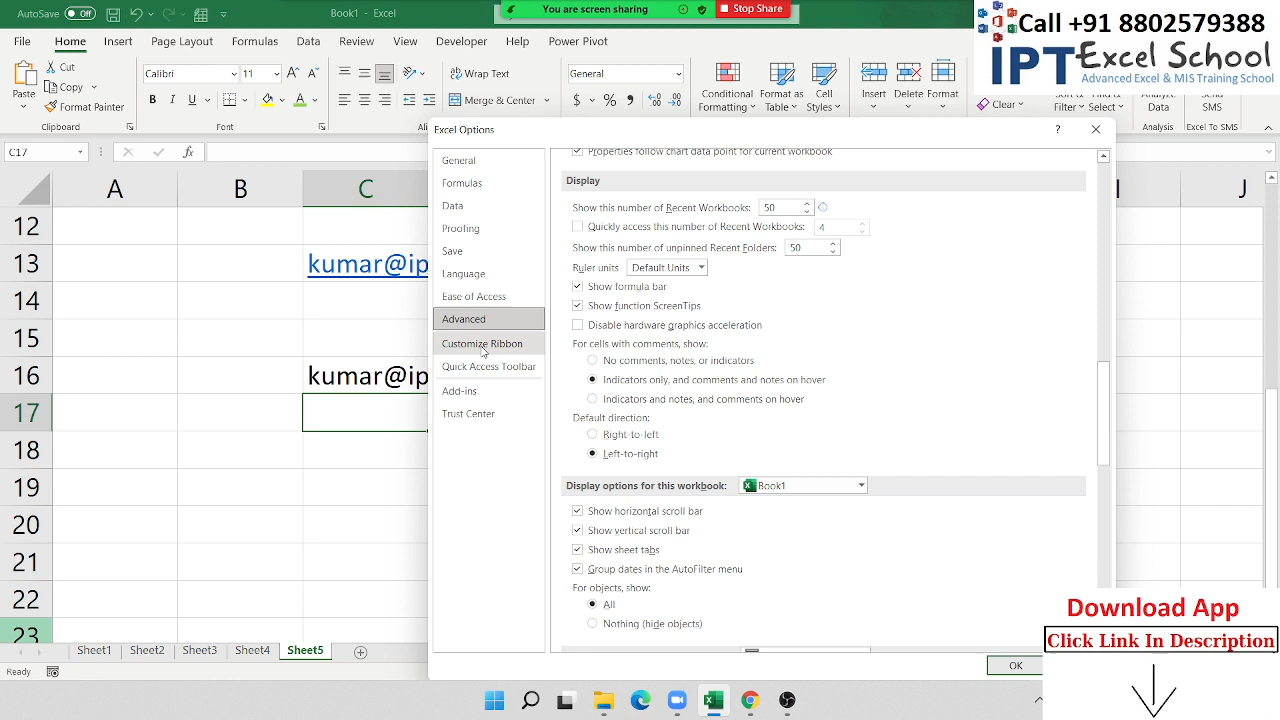 AutoSave Off Book1 - Excel You are screen sharing Stop Share
Call +91 8802579388
IPT Excel School
Advanced Excel & MIS Training School
File Home Insert Page Layout Formulas Data Review View Developer Help Power Pivot
Paste Cut Copy Format Painter
Calibri 11 Wrap Text Merge & Center General
Conditional Formatting Format as Table Cell Styles Insert Delete Format
Clear Sort & Filter Find & Select Analyze Data Send SMS
Clipboard Font Analysis Excel To SMS
C17
A B C J
12
13 kumar@ip
14
15
16 kumar@ip
17
18
19
20
21
22
23
Excel Options
General
Formulas
Data
Proofing
Save
Language
Ease of Access
Advanced
Customize Ribbon
Quick Access Toolbar
Add-ins
Trust Center
Properties follow chart data point for current workbook
Display
Show this number of Recent Workbooks: 50
Quickly access this number of Recent Workbooks: 4
Show this number of unpinned Recent Folders: 50
Ruler units Default Units
Show formula bar
Show function ScreenTips
Disable hardware graphics acceleration
For cells with comments, show:
No comments, notes, or indicators
Indicators only, and comments and notes on hover
Indicators and notes, and comments on hover
Default direction:
Right-to-left
Left-to-right
Display options for this workbook: Book1
Show horizontal scroll bar
Show vertical scroll bar
Show sheet tabs
Group dates in the AutoFilter menu
For objects, show:
All
Nothing (hide objects)
OK
Sheet1 Sheet2 Sheet3 Sheet4 Sheet5
Ready
Download App
Click Link In Description